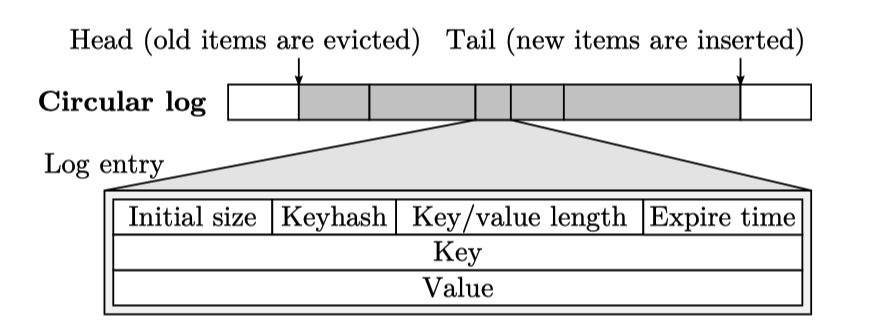 Head (old items are evicted) Tail (new items are inserted)
Circular log
Log entry
Initial size Keyhash Key/value length Expire time
Key
Value